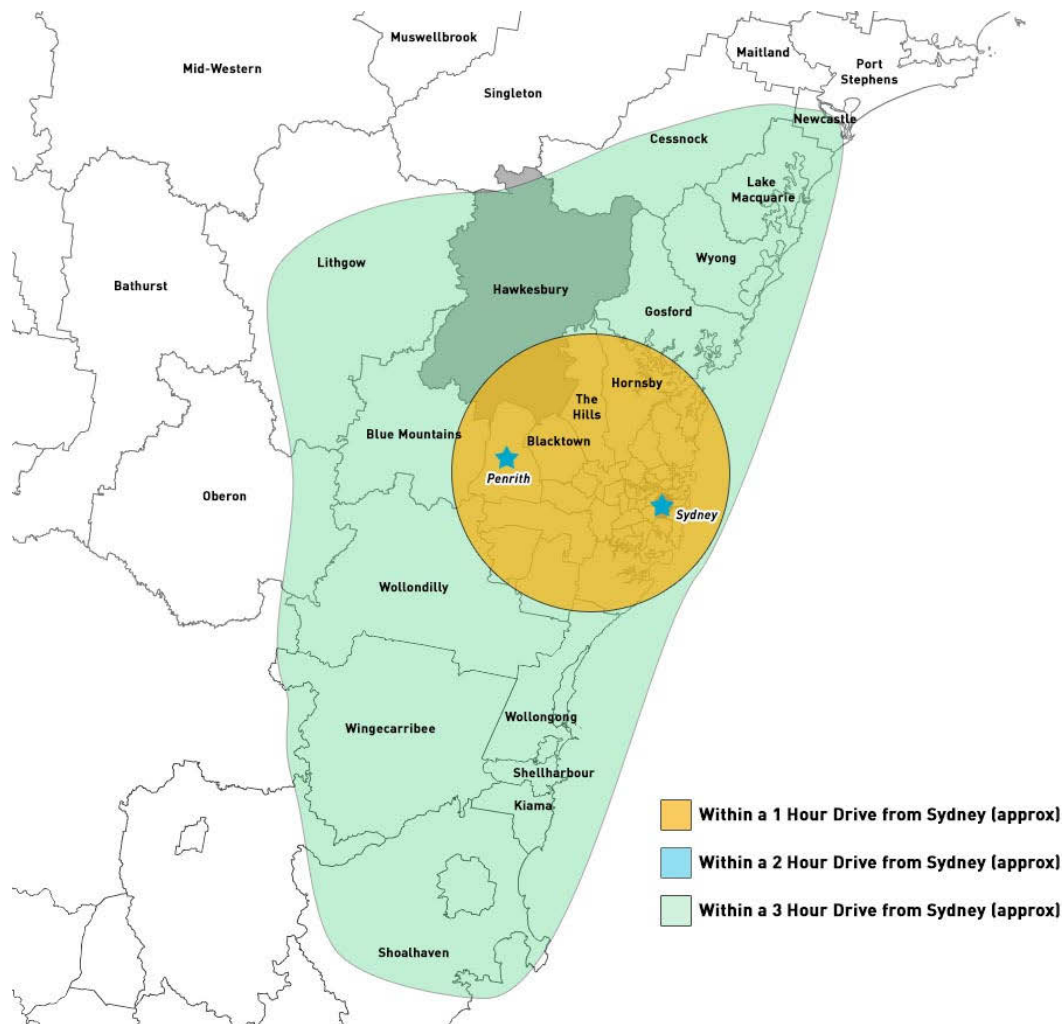 Muswellbrook
Maitland
Mid-Western
Port
Stephens
Singleton
Newcastle
Cessnock
Lake
Macquarie
Wyong
Lithgow
Bathurst
Hawkesbury
Gosford
Hornsby
The
Hills
Blue Mountains
Blacktown
Penrith
Oberon
Sydney
Wollondilly
Wollongong
Wingecarribee
Shellharbour
Kiama
Within a 1 Hour Drive from Sydney (approx)
Within a 2 Hour Drive from Sydney (approx)
Within a 3 Hour Drive from Sydney (approx)
Shoalhaven